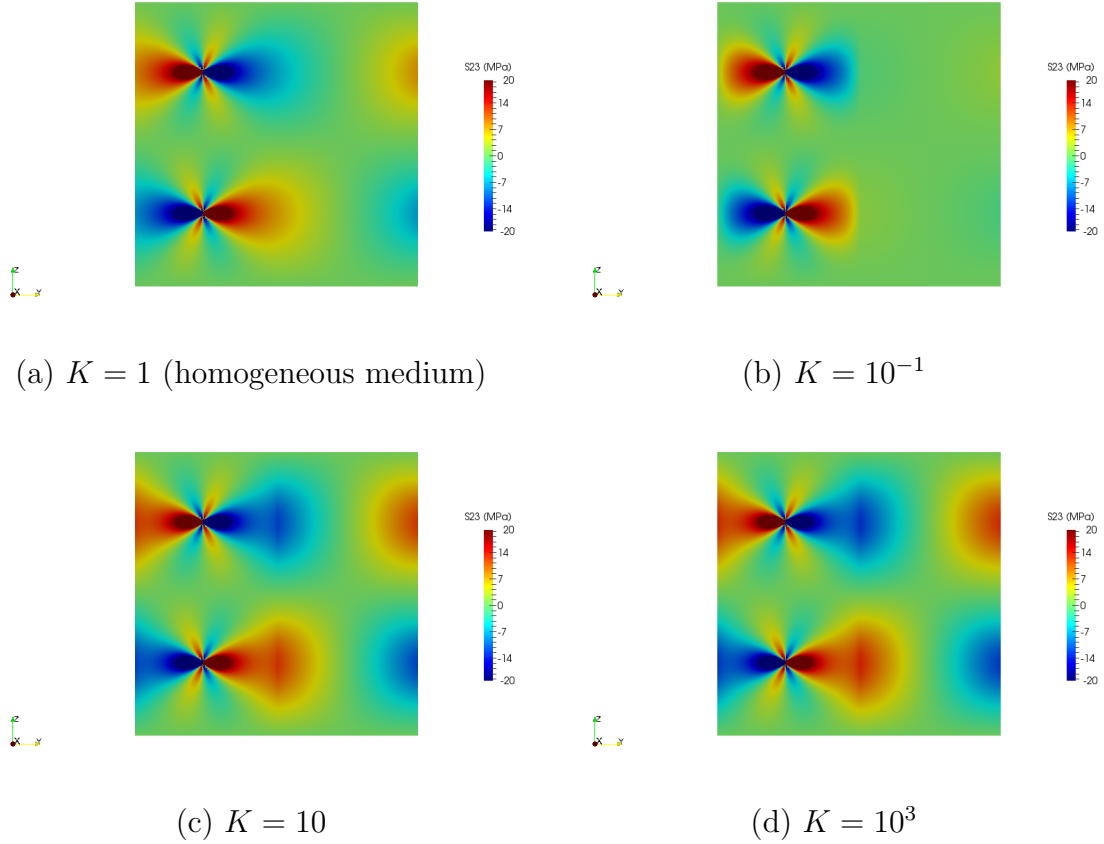 S23 (MPa)
20
14
7
0
-7
-14
-20
Z
X
Y
S23 (MPa)
20
14
7
0
-7
-14
-20
Z
X
Y
(a) K = 1 (homogeneous medium)
(b) K = 10⁻¹
S23 (MPa)
20
14
7
0
-7
-14
-20
Z
X
Y
S23 (MPa)
20
14
7
0
-7
-14
-20
Z
X
Y
(c) K = 10
(d) K = 10³